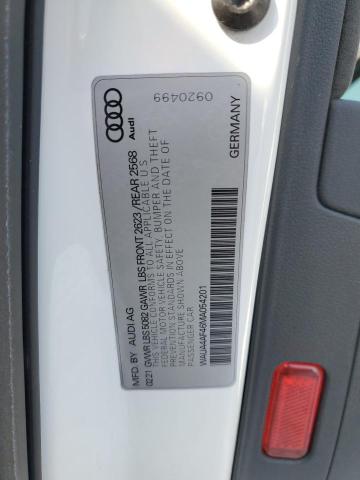 MFD. BY AUDI AG
Audi
0920499
0221 GVWR LBS 5082 GAWR LBS FRONT 2623 / REAR 2568
THIS VEHICLE CONFORMS TO ALL APPLICABLE U S
FEDERAL MOTOR VEHICLE SAFETY, BUMPER AND THEFT
PREVENTION STANDARDS IN EFFECT ON THE DATE OF
MANUFACTURE SHOWN ABOVE.
PASSENGER CAR
WAUA4AF46MA054201
GERMANY